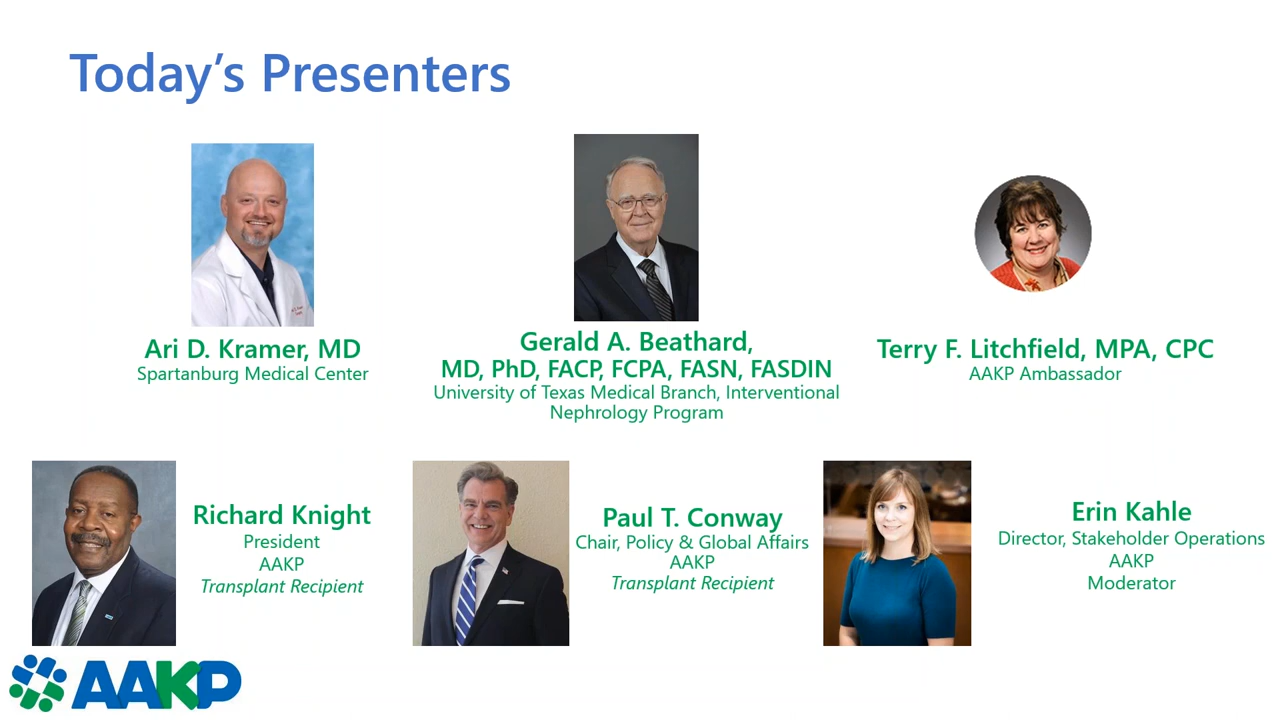 Today's Presenters
Ari D. Kramer, MD
Spartanburg Medical Center
Gerald A. Beathard,
MD, PhD, FACP, FCPA, FASN, FASDIN
University of Texas Medical Branch, Interventional
Nephrology Program
Terry F. Litchfield, MPA, CPC
AAKP Ambassador
Richard Knight
President
AAKP
Transplant Recipient
Paul T. Conway
Chair, Policy & Global Affairs
AAKP
Transplant Recipient
Erin Kahle
Director, Stakeholder Operations
AAKP
Moderator
AAKP